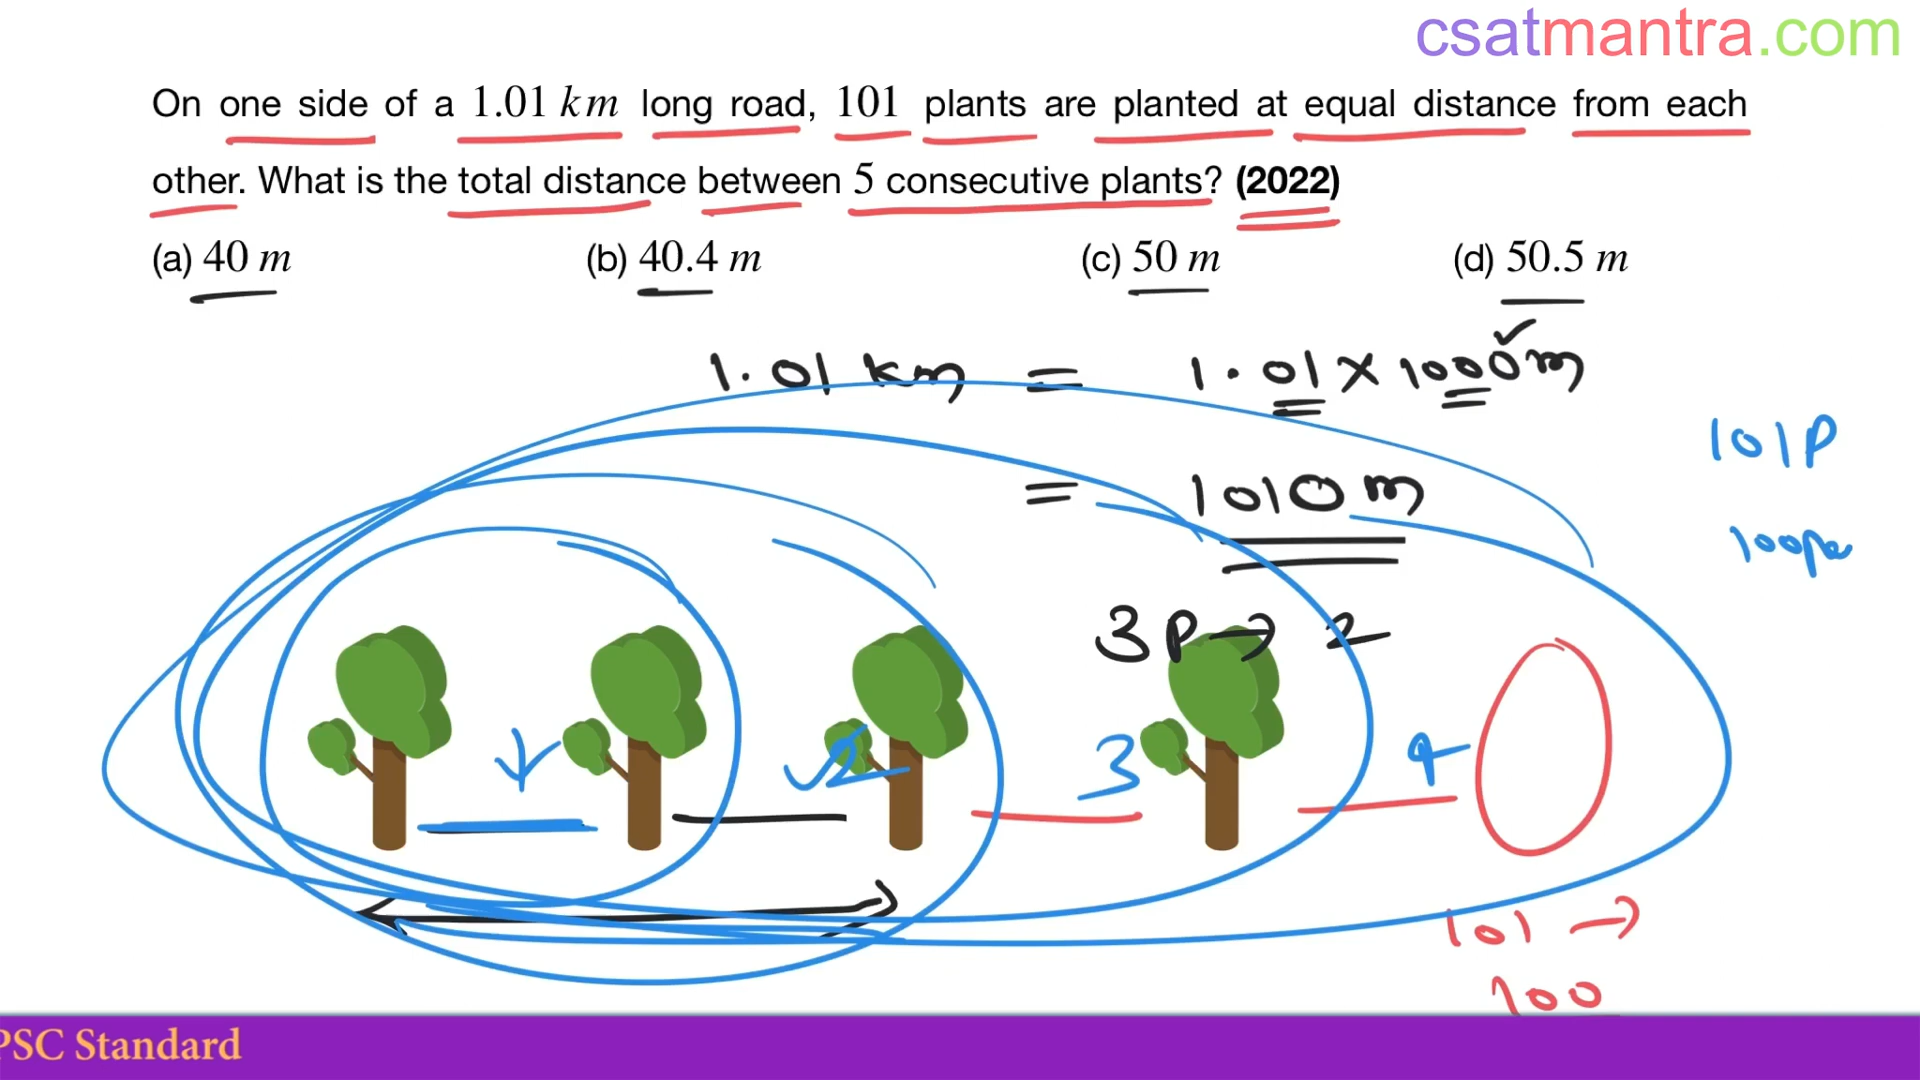 csatmantra.com
On one side of a 1.01 km long road, 101 plants are planted at equal distance from each
other. What is the total distance between 5 consecutive plants? (2022)
(a) 40 m (b) 40.4 m (c) 50 m (d) 50.5 m
1.01 km = 1.01 × 1000 m
101P
= 1010 m
3P → 2
1 2 3 4
101 →
100
PSC Standard